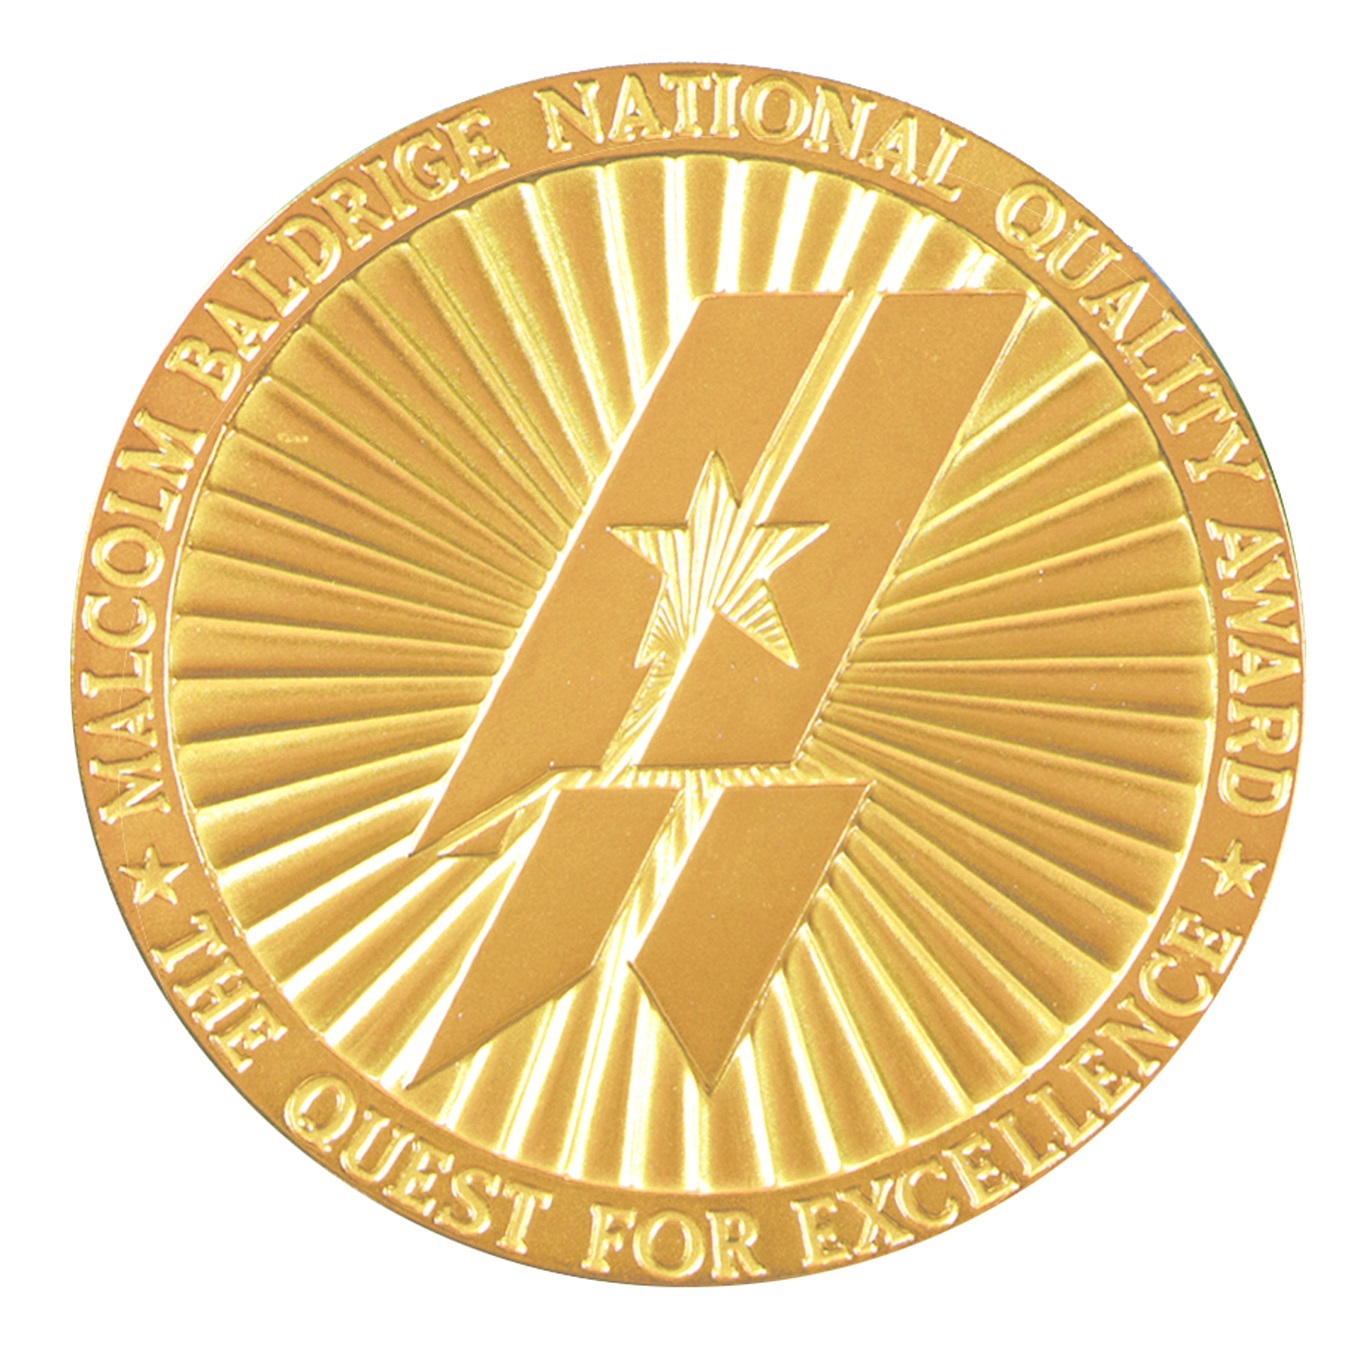 MALCOLM BALDRIGE NATIONAL QUALITY AWARD
THE QUEST FOR EXCELLENCE